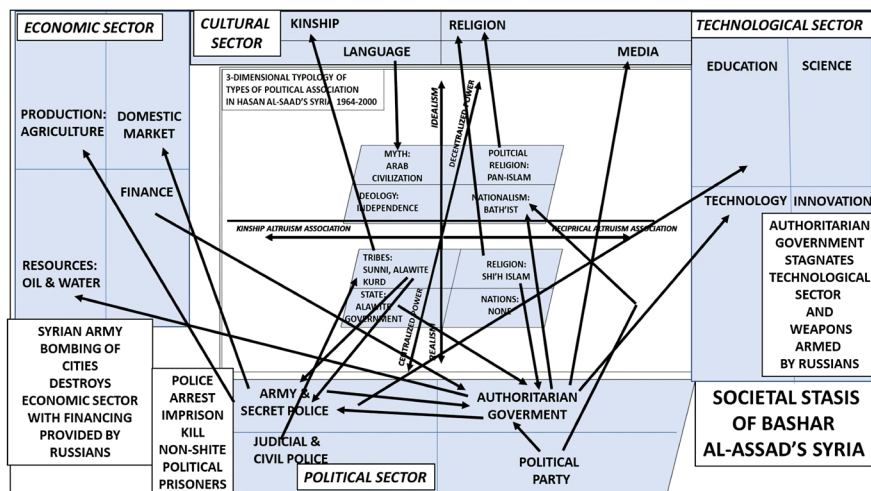 ECONOMIC SECTOR
CULTURAL
SECTOR
KINSHIP
RELIGION
TECHNOLOGICAL SECTOR
LANGUAGE
MEDIA
EDUCATION
SCIENCE
3-DIMENSIONAL TYPOLOGY OF
TYPES OF POLITICAL ASSOCIATION
IN HASAN AL-SAAD'S SYRIA 1964-2000
IDEALISM
DECENTRALIZED POWER
PRODUCTION:
AGRICULTURE
DOMESTIC
MARKET
MYTH:
ARAB
CIVILIZATION
POLITCIAL
RELIGION:
PAN-ISLAM
FINANCE
IDEOLOGY:
INDEPENDENCE
NATIONALISM:
BATH'IST
TECHNOLOGY
INNOVATION
KINSHIP ALTRUISM ASSOCIATION
RECIPRICAL ALTRUISM ASSOCIATION
RESOURCES:
OIL & WATER
TRIBES:
SUNNI, ALAWITE
KURD
STATE:
ALAWITE
GOVERNMENT
RELIGION:
SHI'H ISLAM
NATIONS:
NONE
CENTRALIZED POWER
REALISM
AUTHORITARIAN
GOVERNMENT
STAGNATES
TECHNOLOGICAL
SECTOR
AND
WEAPONS
ARMED
BY RUSSIANS
SYRIAN ARMY
BOMBING OF
CITIES
DESTROYS
ECONOMIC SECTOR
WITH FINANCING
PROVIDED BY
RUSSIANS
POLICE
ARREST
IMPRISON
KILL
NON-SHITE
POLITICAL
PRISONERS
ARMY &
SECRET POLICE
AUTHORITARIAN
GOVERMENT
JUDICIAL &
CIVIL POLICE
POLITICAL
PARTY
POLITICAL SECTOR
SOCIETAL STASIS
OF BASHAR
AL-ASSAD'S SYRIA